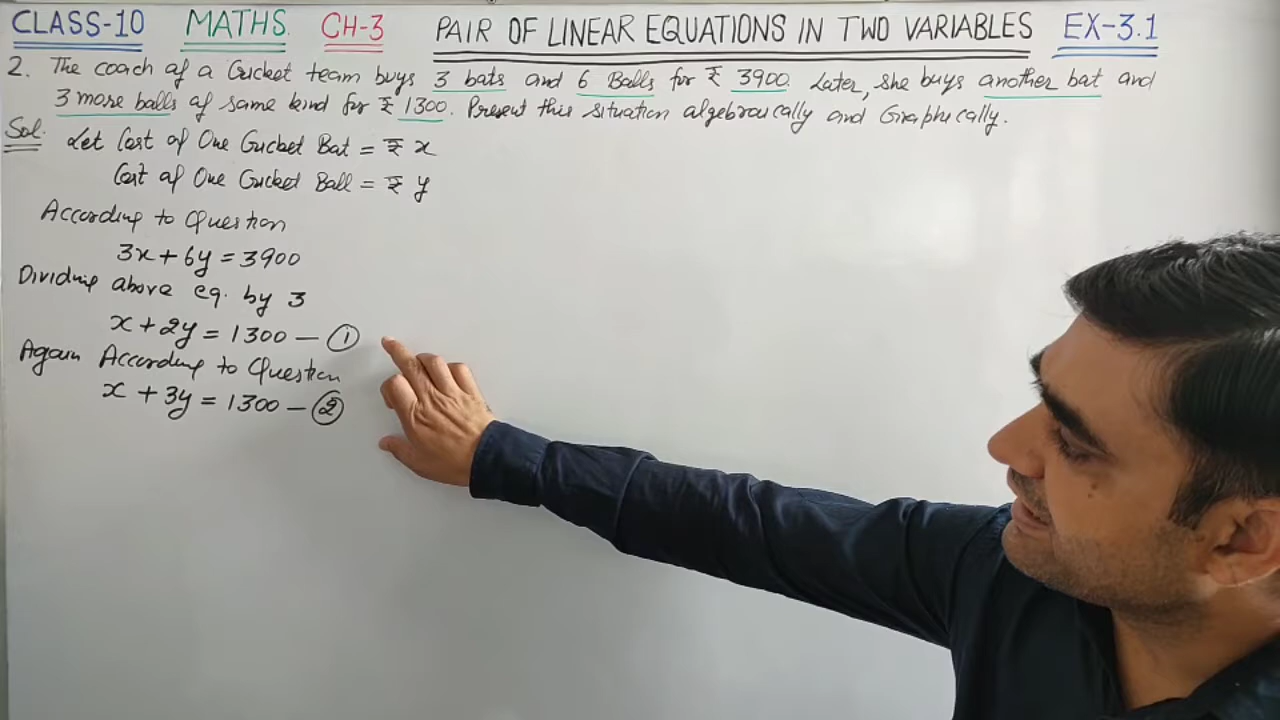 CLASS-10 MATHS CH-3 PAIR OF LINEAR EQUATIONS IN TWO VARIABLES EX-3.1
2. The coach of a Cricket team buys 3 bats and 6 Balls for ₹ 3900. Later, she buys another bat and
3 more balls of same kind for ₹ 1300. Present this situation algebraically and Graphically.
Sol. Let Cost of One Cricket Bat = ₹ x
Cost of One Cricket Ball = ₹ y
According to Question
3x + 6y = 3900
Dividing above eq. by 3
x + 2y = 1300 — ①
Again According to Question
x + 3y = 1300 — ②